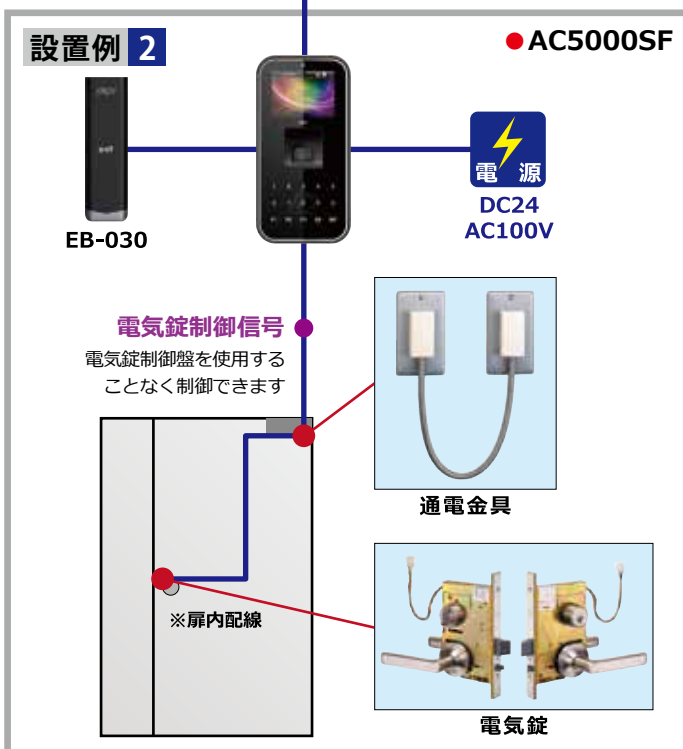 設置例 2
●AC5000SF
EB-030
電 源
DC24
AC100V
電気錠制御信号
電気錠制御盤を使用する
ことなく制御できます
通電金具
※扉内配線
電気錠